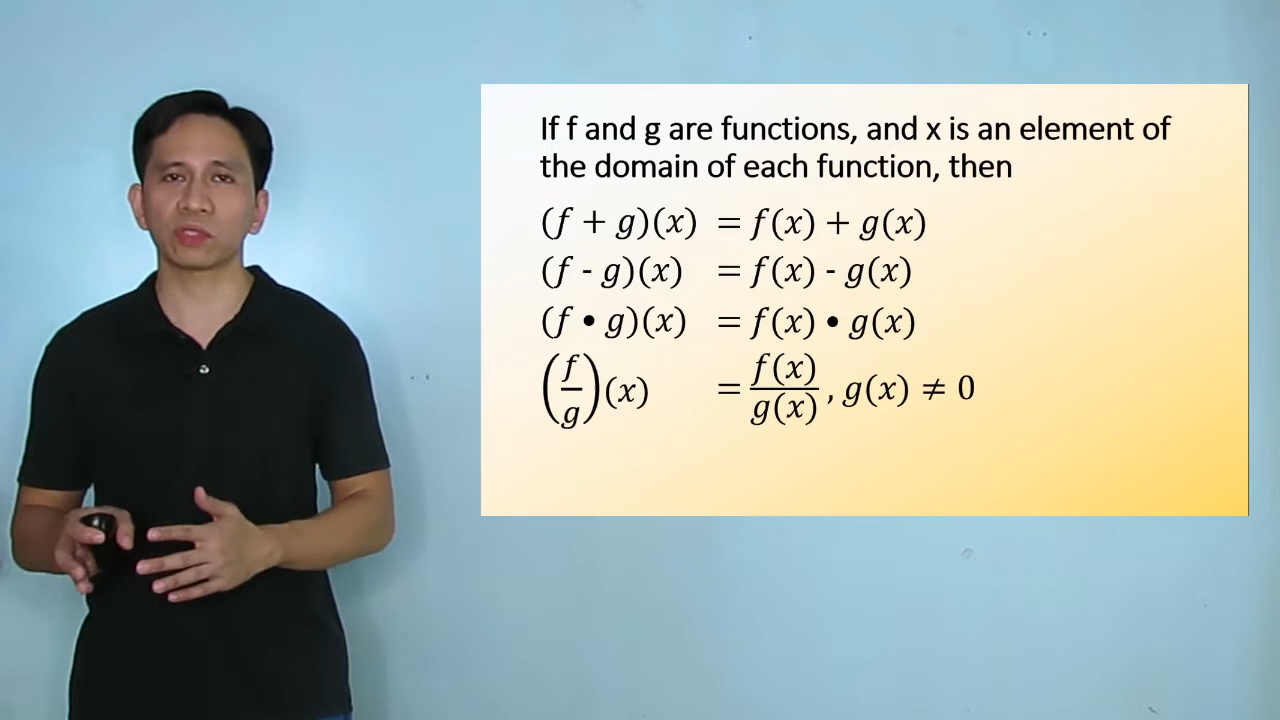 If f and g are functions, and x is an element of
the domain of each function, then
(f + g)(x) = f(x) + g(x)
(f - g)(x) = f(x) - g(x)
(f • g)(x) = f(x) • g(x)
(f/g)(x) = f(x)/g(x) , g(x) ≠ 0